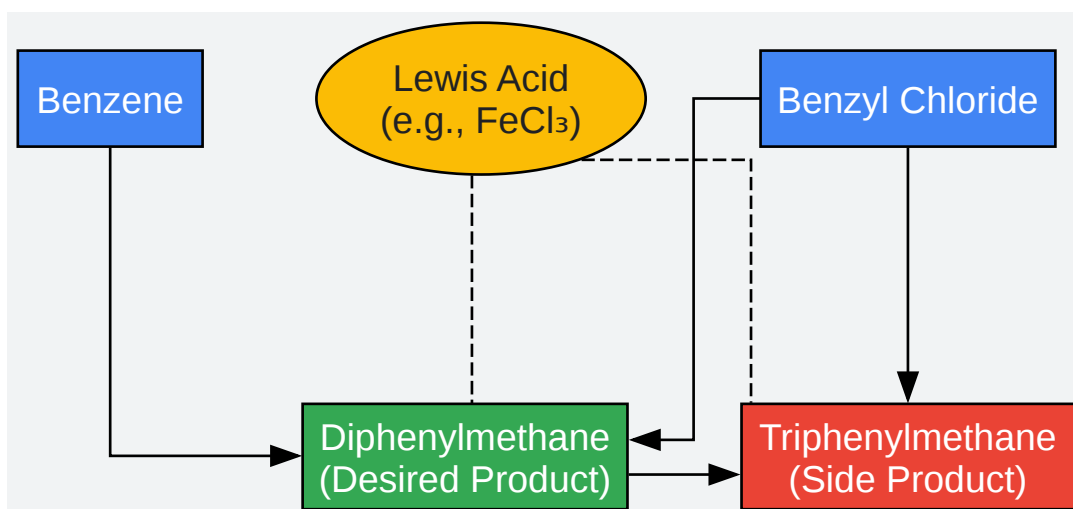 Benzene
Lewis Acid
(e.g., FeCl₃)
Benzyl Chloride
Diphenylmethane
(Desired Product)
Triphenylmethane
(Side Product)